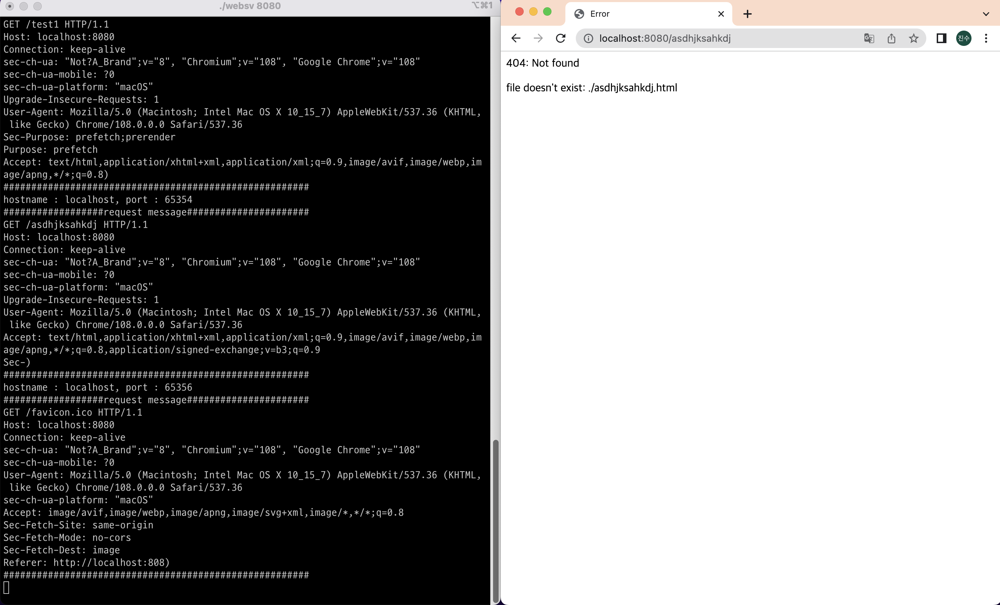 ./websv 8080
⌥⌘1
GET /test1 HTTP/1.1
Host: localhost:8080
Connection: keep-alive
sec-ch-ua: "Not?A_Brand";v="8", "Chromium";v="108", "Google Chrome";v="108"
sec-ch-ua-mobile: ?0
sec-ch-ua-platform: "macOS"
Upgrade-Insecure-Requests: 1
User-Agent: Mozilla/5.0 (Macintosh; Intel Mac OS X 10_15_7) AppleWebKit/537.36 (KHTML,
 like Gecko) Chrome/108.0.0.0 Safari/537.36
Sec-Purpose: prefetch;prerender
Purpose: prefetch
Accept: text/html,application/xhtml+xml,application/xml;q=0.9,image/avif,image/webp,im
age/apng,*/*;q=0.8)
#######################################################
hostname : localhost, port : 65354
##################request message######################
GET /asdhjksahkdj HTTP/1.1
Host: localhost:8080
Connection: keep-alive
sec-ch-ua: "Not?A_Brand";v="8", "Chromium";v="108", "Google Chrome";v="108"
sec-ch-ua-mobile: ?0
sec-ch-ua-platform: "macOS"
Upgrade-Insecure-Requests: 1
User-Agent: Mozilla/5.0 (Macintosh; Intel Mac OS X 10_15_7) AppleWebKit/537.36 (KHTML,
 like Gecko) Chrome/108.0.0.0 Safari/537.36
Accept: text/html,application/xhtml+xml,application/xml;q=0.9,image/avif,image/webp,im
age/apng,*/*;q=0.8,application/signed-exchange;v=b3;q=0.9
Sec-)
#######################################################
hostname : localhost, port : 65356
##################request message######################
GET /favicon.ico HTTP/1.1
Host: localhost:8080
Connection: keep-alive
sec-ch-ua: "Not?A_Brand";v="8", "Chromium";v="108", "Google Chrome";v="108"
sec-ch-ua-mobile: ?0
User-Agent: Mozilla/5.0 (Macintosh; Intel Mac OS X 10_15_7) AppleWebKit/537.36 (KHTML,
 like Gecko) Chrome/108.0.0.0 Safari/537.36
sec-ch-ua-platform: "macOS"
Accept: image/avif,image/webp,image/apng,image/svg+xml,image/*,*/*;q=0.8
Sec-Fetch-Site: same-origin
Sec-Fetch-Mode: no-cors
Sec-Fetch-Dest: image
Referer: http://localhost:808)
#######################################################
Error
localhost:8080/asdhjksahkdj
진수
404: Not found
file doesn't exist: ./asdhjksahkdj.html